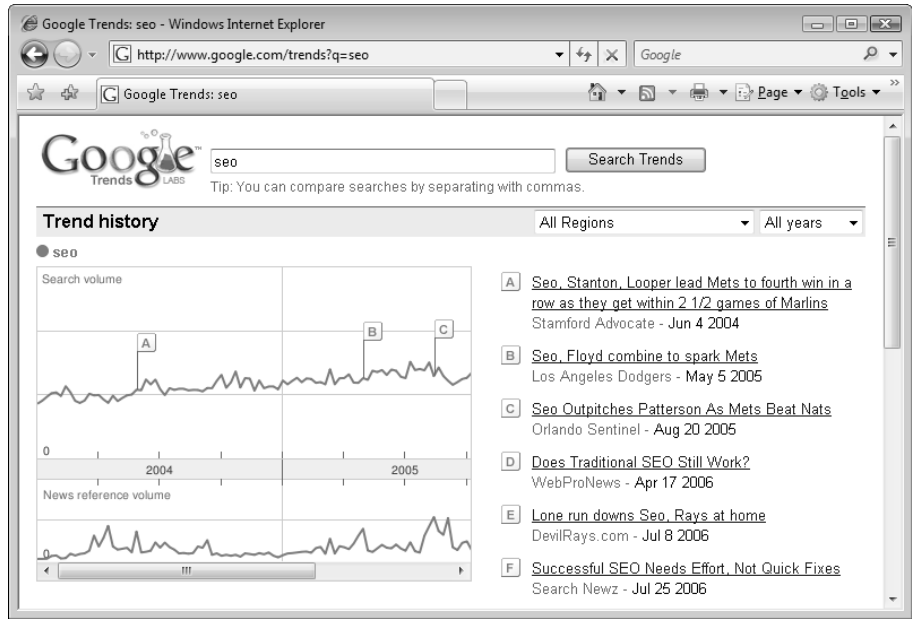 Google Trends: seo - Windows Internet Explorer
http://www.google.com/trends?q=seo
Google
Google Trends: seo
Page
Tools
Google™
Trends LABS
seo
Search Trends
Tip: You can compare searches by separating with commas.
Trend history
All Regions
All years
seo
Search volume
A
B
C
0
2004
2005
News reference volume
0
A Seo, Stanton, Looper lead Mets to fourth win in a
row as they get within 2 1/2 games of Marlins
Stamford Advocate - Jun 4 2004
B Seo, Floyd combine to spark Mets
Los Angeles Dodgers - May 5 2005
C Seo Outpitches Patterson As Mets Beat Nats
Orlando Sentinel - Aug 20 2005
D Does Traditional SEO Still Work?
WebProNews - Apr 17 2006
E Lone run downs Seo, Rays at home
DevilRays.com - Jul 8 2006
F Successful SEO Needs Effort, Not Quick Fixes
Search Newz - Jul 25 2006